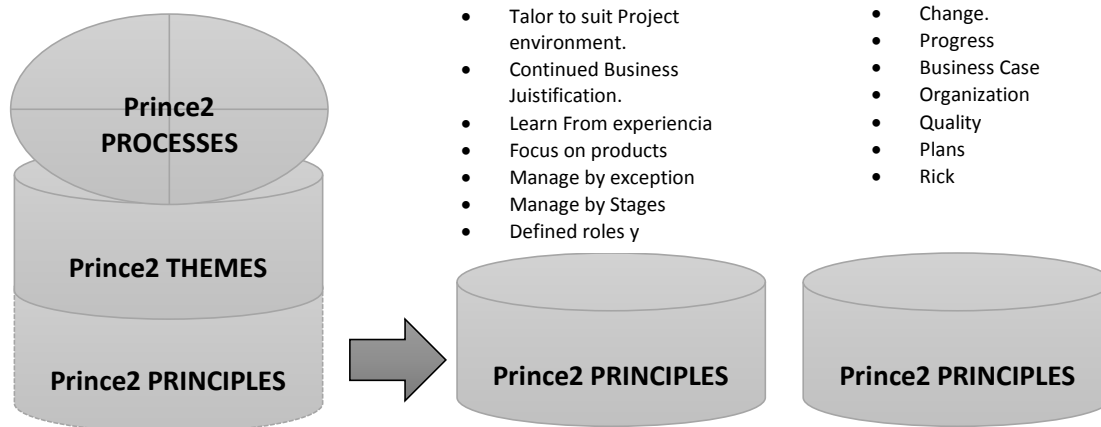 Prince2
PROCESSES
Prince2 THEMES
Prince2 PRINCIPLES
• Talor to suit Project
environment.
• Continued Business
Juistification.
• Learn From experiencia
• Focus on products
• Manage by exception
• Manage by Stages
• Defined roles y
Prince2 PRINCIPLES
• Change.
• Progress
• Business Case
• Organization
• Quality
• Plans
• Rick
Prince2 PRINCIPLES